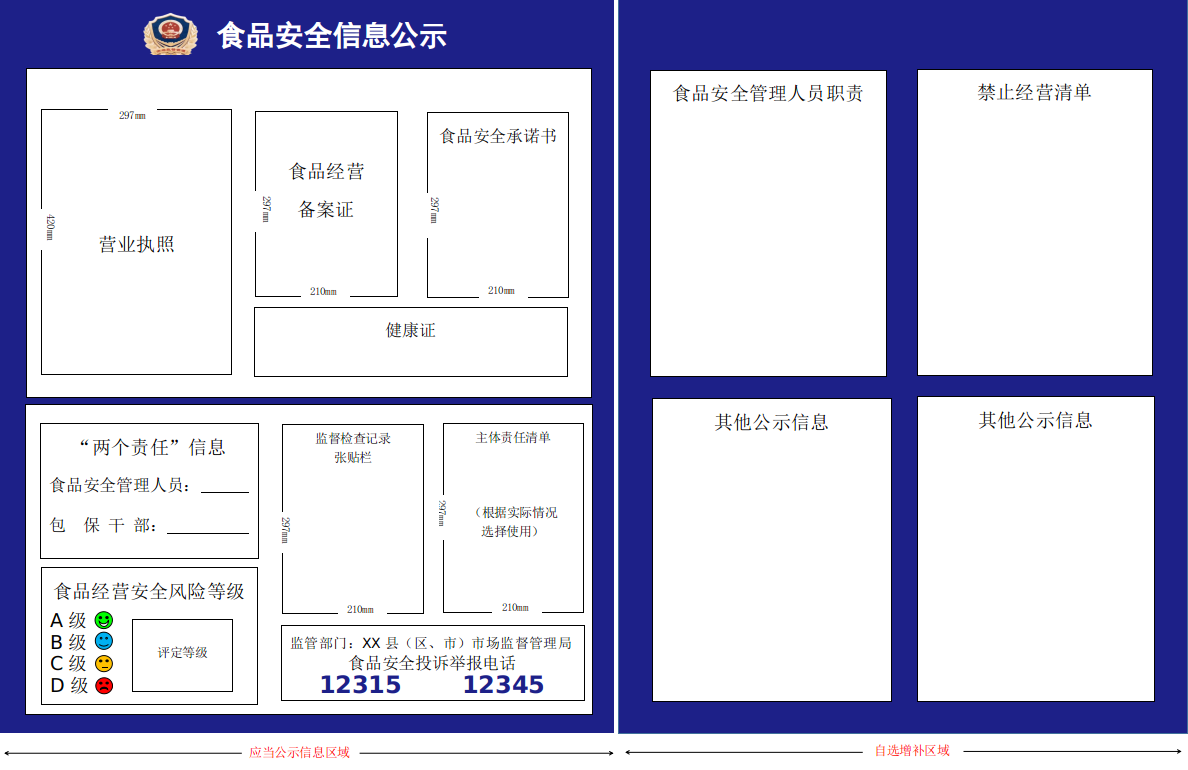 食品安全信息公示
297mm
420mm
营业执照
食品经营
备案证
297mm
210mm
食品安全承诺书
297mm
210mm
健康证
“两个责任”信息
食品安全管理人员：
包 保 干 部：
食品经营安全风险等级
A 级
B 级
C 级
D 级
评定等级
监督检查记录
张贴栏
297mm
210mm
主体责任清单
297mm
（根据实际情况
选择使用）
210mm
监管部门：XX 县（区、市）市场监督管理局
食品安全投诉举报电话
12315 12345
应当公示信息区域
食品安全管理人员职责
禁止经营清单
其他公示信息
其他公示信息
自选增补区域